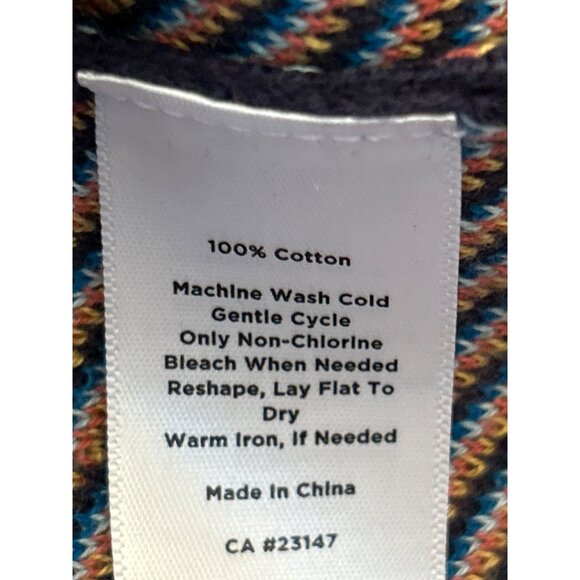 100% Cotton
Machine Wash Cold
Gentle Cycle
Only Non-Chlorine
Bleach When Needed
Reshape, Lay Flat To
Dry
Warm Iron, If Needed
Made In China
CA #23147